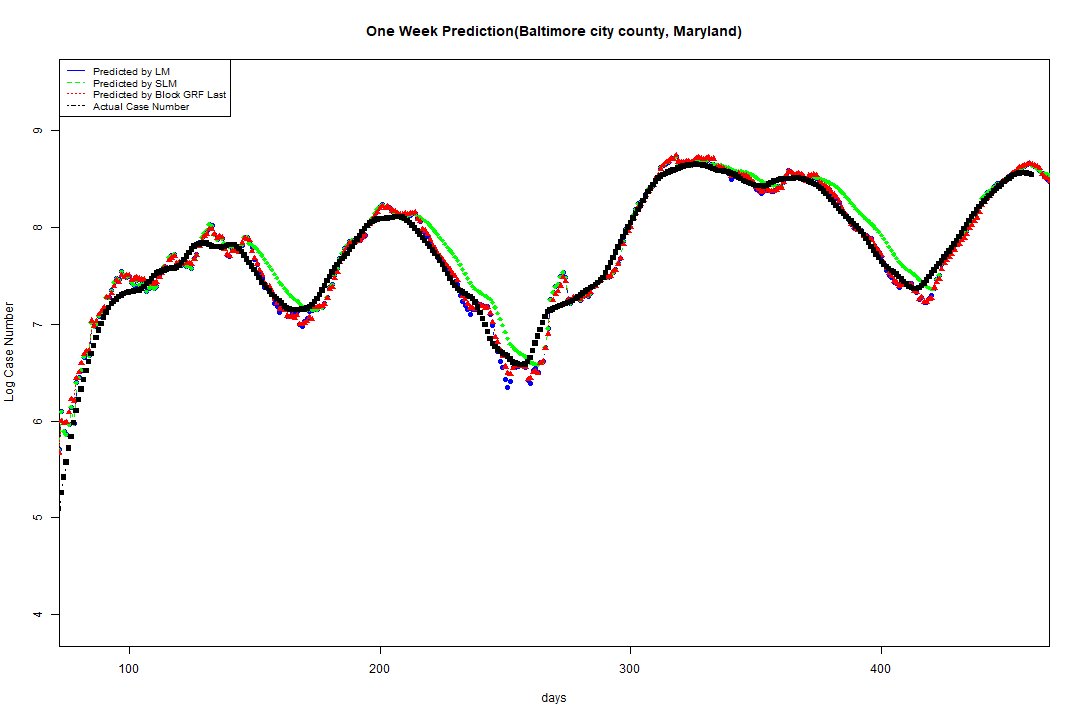 One Week Prediction(Baltimore city county, Maryland)
Predicted by LM
Predicted by SLM
Predicted by Block GRF Last
Actual Case Number
9
8
7
6
5
4
Log Case Number
100 200 300 400
days